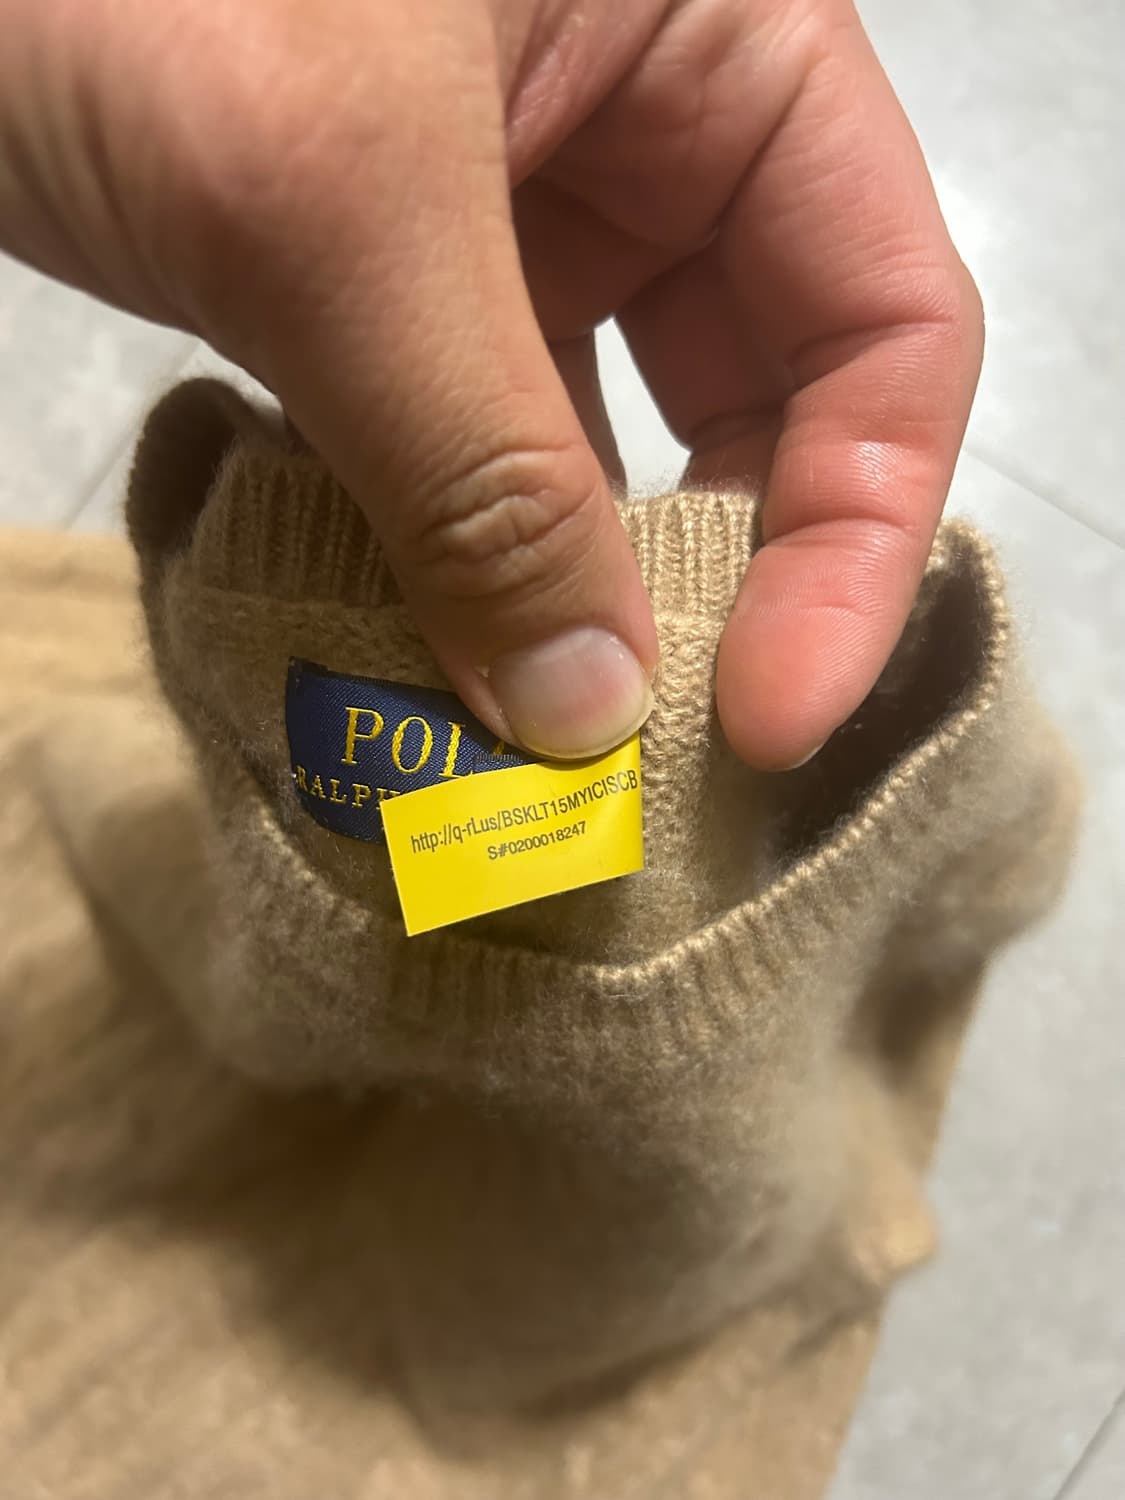 POL
RALPH
http://q-rl.us/BSKLT15MYICISCB
S#0200018247